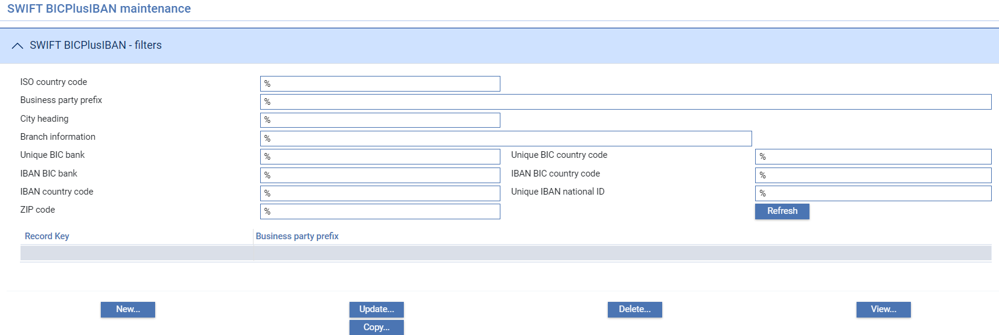 SWIFT BICPlusIBAN maintenance
SWIFT BICPlusIBAN - filters
ISO country code %
Business party prefix %
City heading %
Branch information %
Unique BIC bank % Unique BIC country code %
IBAN BIC bank % IBAN BIC country code %
IBAN country code % Unique IBAN national ID %
ZIP code % Refresh
Record Key Business party prefix
New... Update... Delete... View...
Copy...